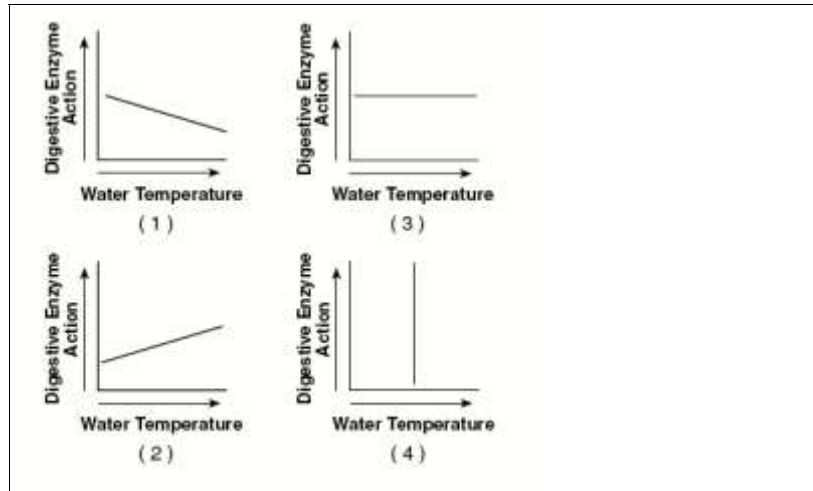 Digestive Enzyme
Action
Water Temperature
( 1 )
Digestive Enzyme
Action
Water Temperature
( 3 )
Digestive Enzyme
Action
Water Temperature
( 2 )
Digestive Enzyme
Action
Water Temperature
( 4 )